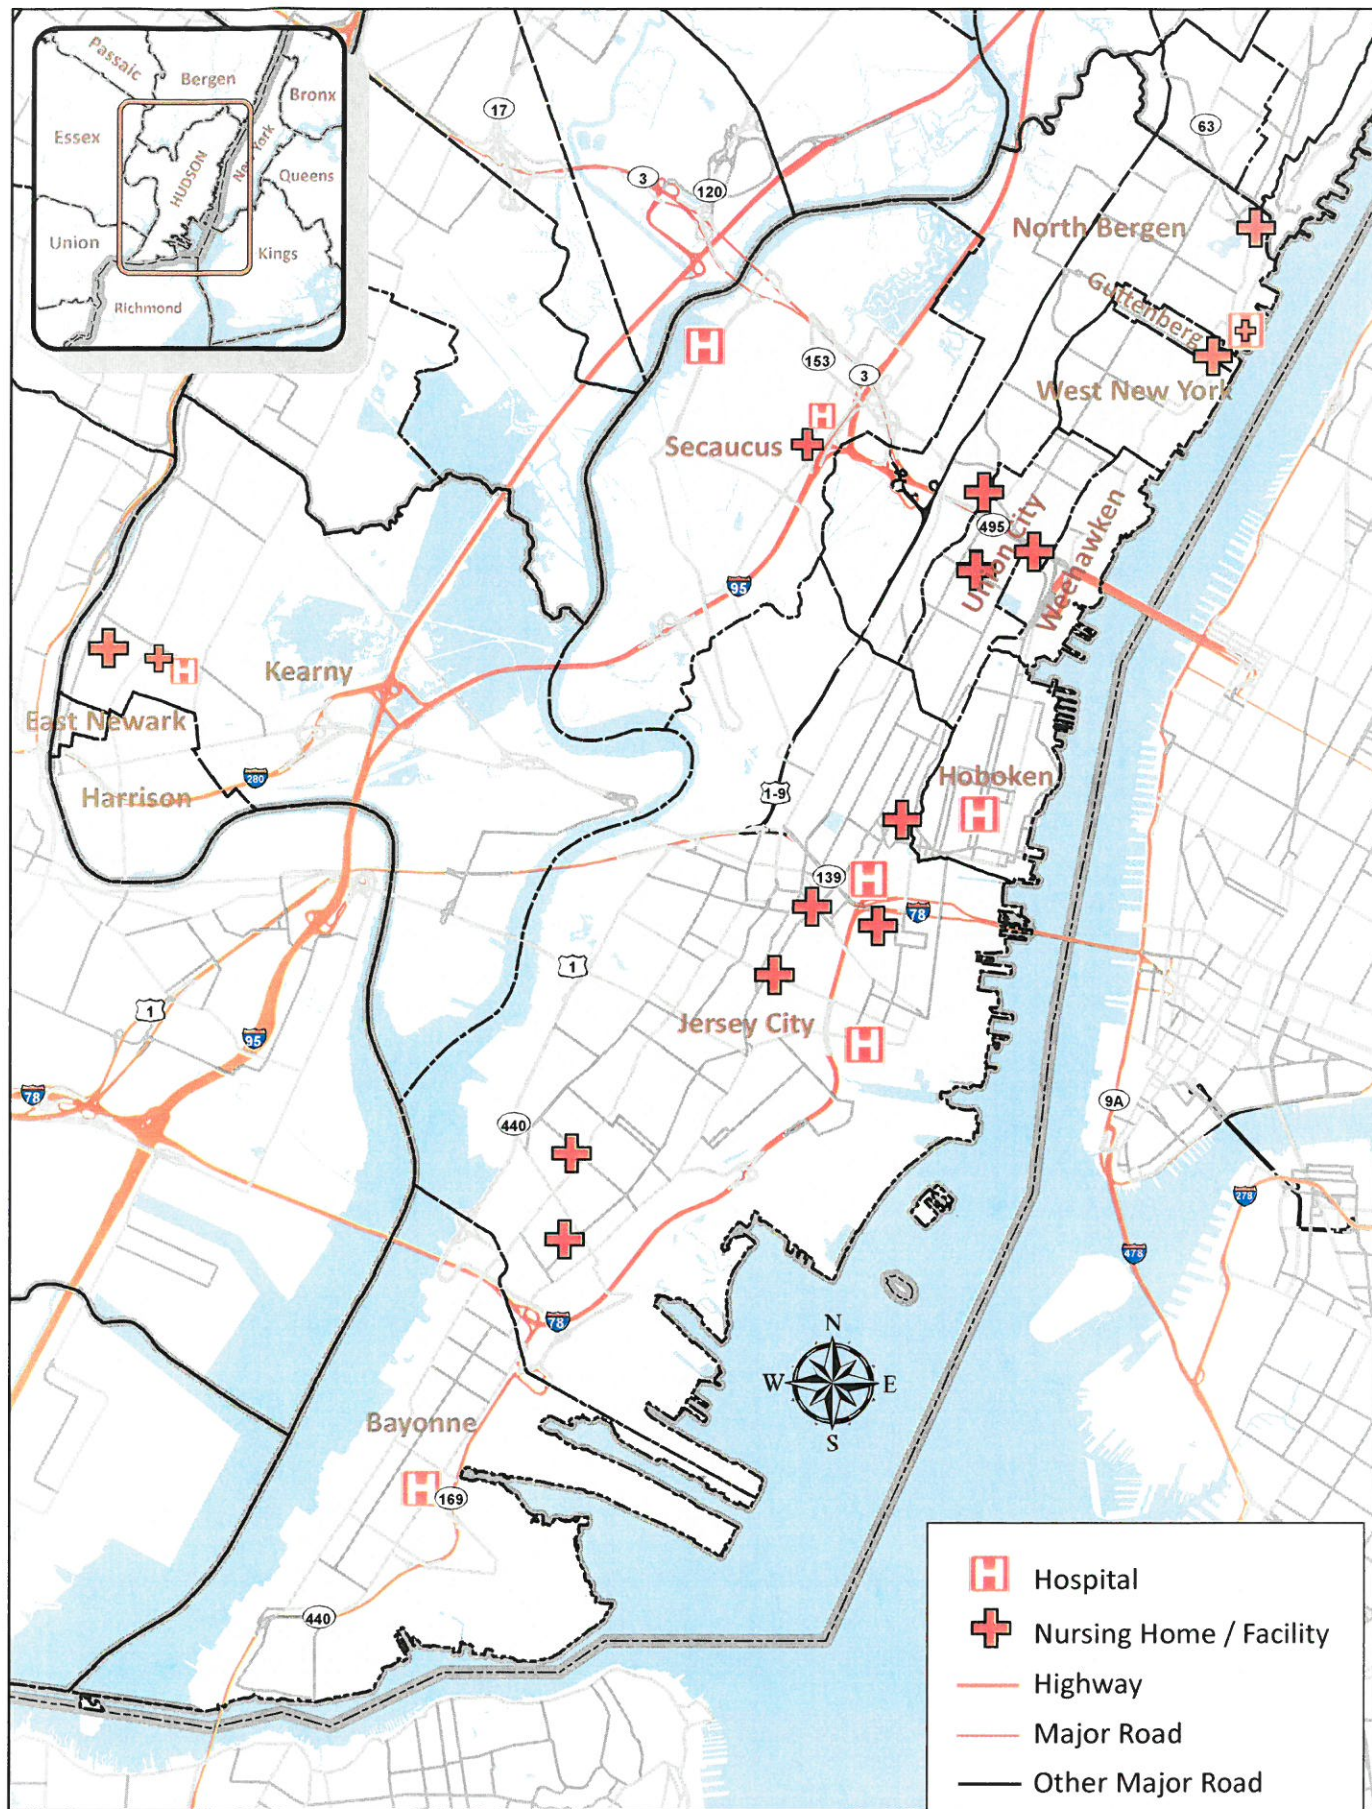 Passaic
Bergen
Bronx
Essex
HUDSON
New York
Queens
Union
Kings
Richmond
17
63
3
120
North Bergen
Guttenberg
153
3
West New York
H
H
Secaucus
495
Union City
Weehawken
95
H
Kearny
East Newark
280
Harrison
1-9
Hoboken
H
139
H
78
1
1
Jersey City
95
H
78
9A
440
278
478
78
N
W
E
S
Bayonne
H
169
440
H Hospital
Nursing Home / Facility
Highway
Major Road
Other Major Road